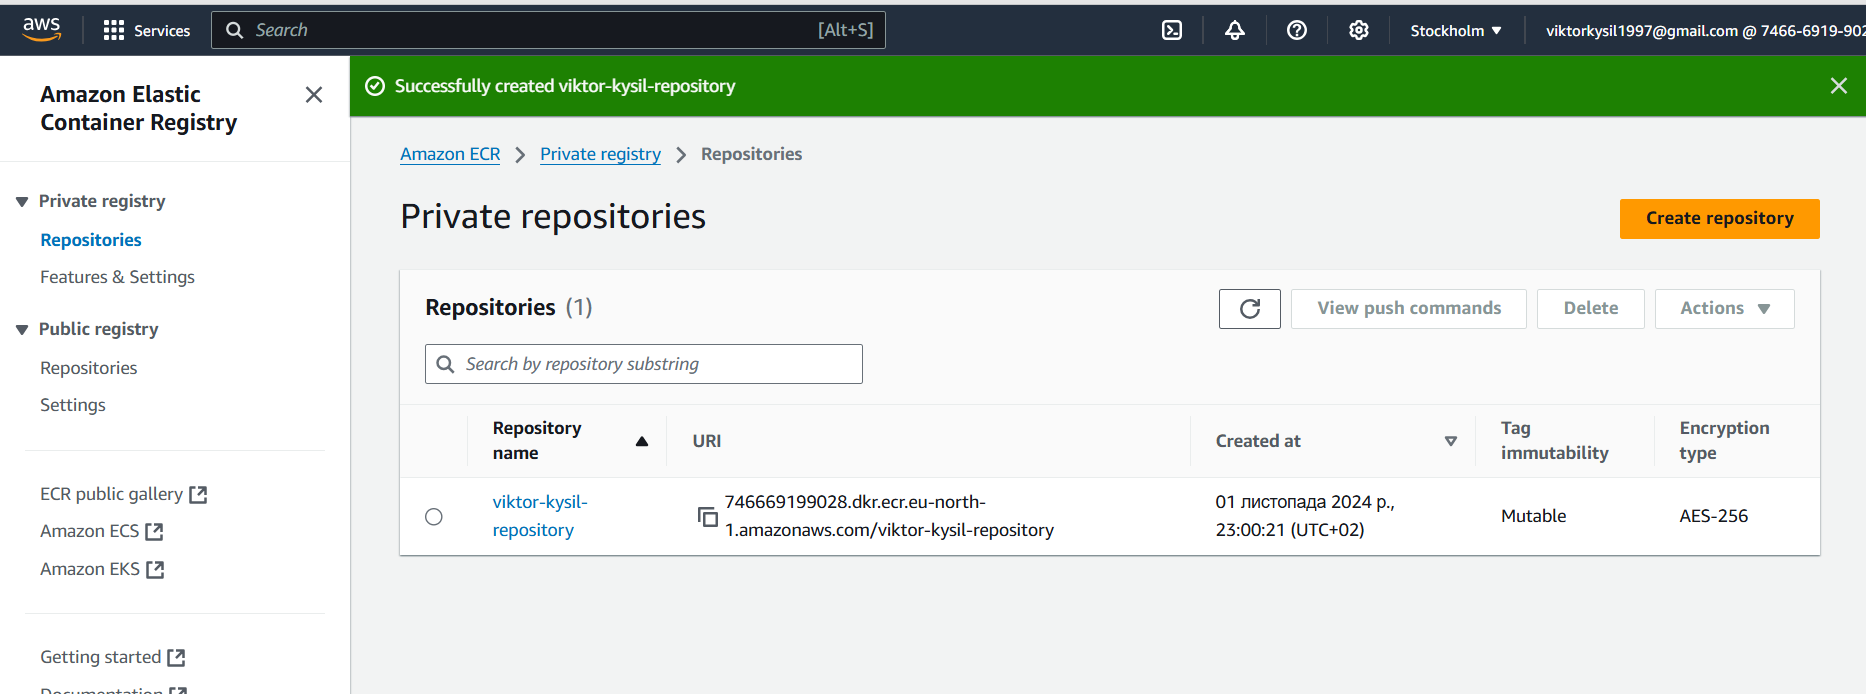 aws
Services
Search
[Alt+S]
Stockholm
viktorkysil1997@gmail.com @ 7466-6919-902
Amazon Elastic
Container Registry
Private registry
Repositories
Features & Settings
Public registry
Repositories
Settings
ECR public gallery
Amazon ECS
Amazon EKS
Getting started
Documentation
Successfully created viktor-kysil-repository
Amazon ECR
Private registry
Repositories
Private repositories
Create repository
Repositories (1)
View push commands
Delete
Actions
Search by repository substring
Repository
name
URI
Created at
Tag
immutability
Encryption
type
viktor-kysil-
repository
746669199028.dkr.ecr.eu-north-
1.amazonaws.com/viktor-kysil-repository
01 листопада 2024 р.,
23:00:21 (UTC+02)
Mutable
AES-256